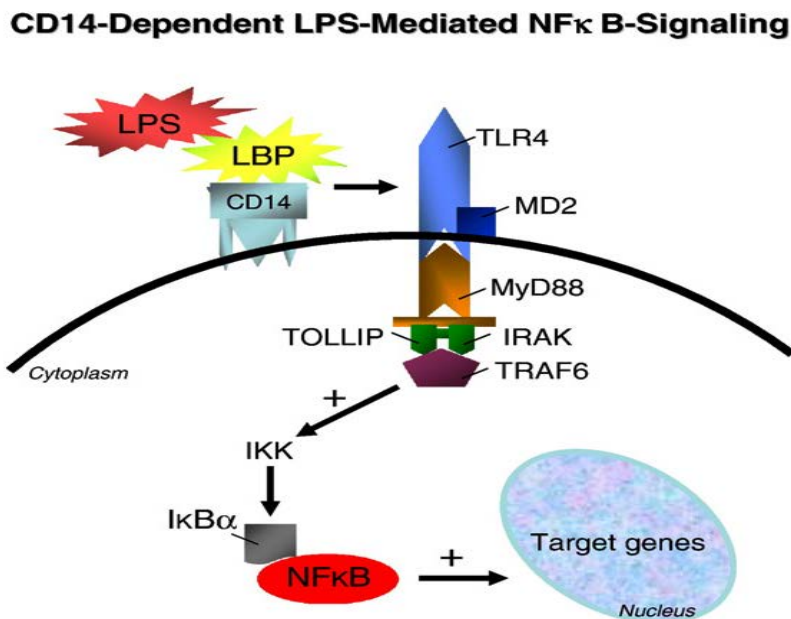 CD14-Dependent LPS-Mediated NFκ B-Signaling
LPS
LBP
CD14
TLR4
MD2
MyD88
TOLLIP
IRAK
TRAF6
Cytoplasm
+
IKK
IκBα
NFκB
+
Target genes
Nucleus